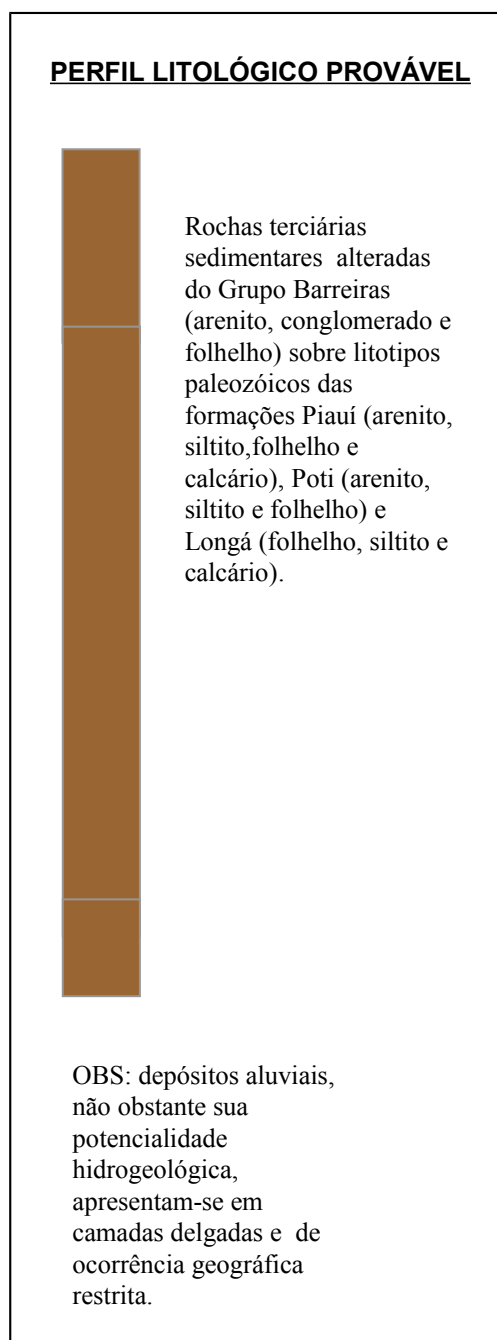 PERFIL LITOLÓGICO PROVÁVEL
Rochas terciárias
sedimentares alteradas
do Grupo Barreiras
(arenito, conglomerado e
folhelho) sobre litotipos
paleozóicos das
formações Piauí (arenito,
siltito,folhelho e
calcário), Poti (arenito,
siltito e folhelho) e
Longá (folhelho, siltito e
calcário).
OBS: depósitos aluviais,
não obstante sua
potencialidade
hidrogeológica,
apresentam-se em
camadas delgadas e de
ocorrência geográfica
restrita.